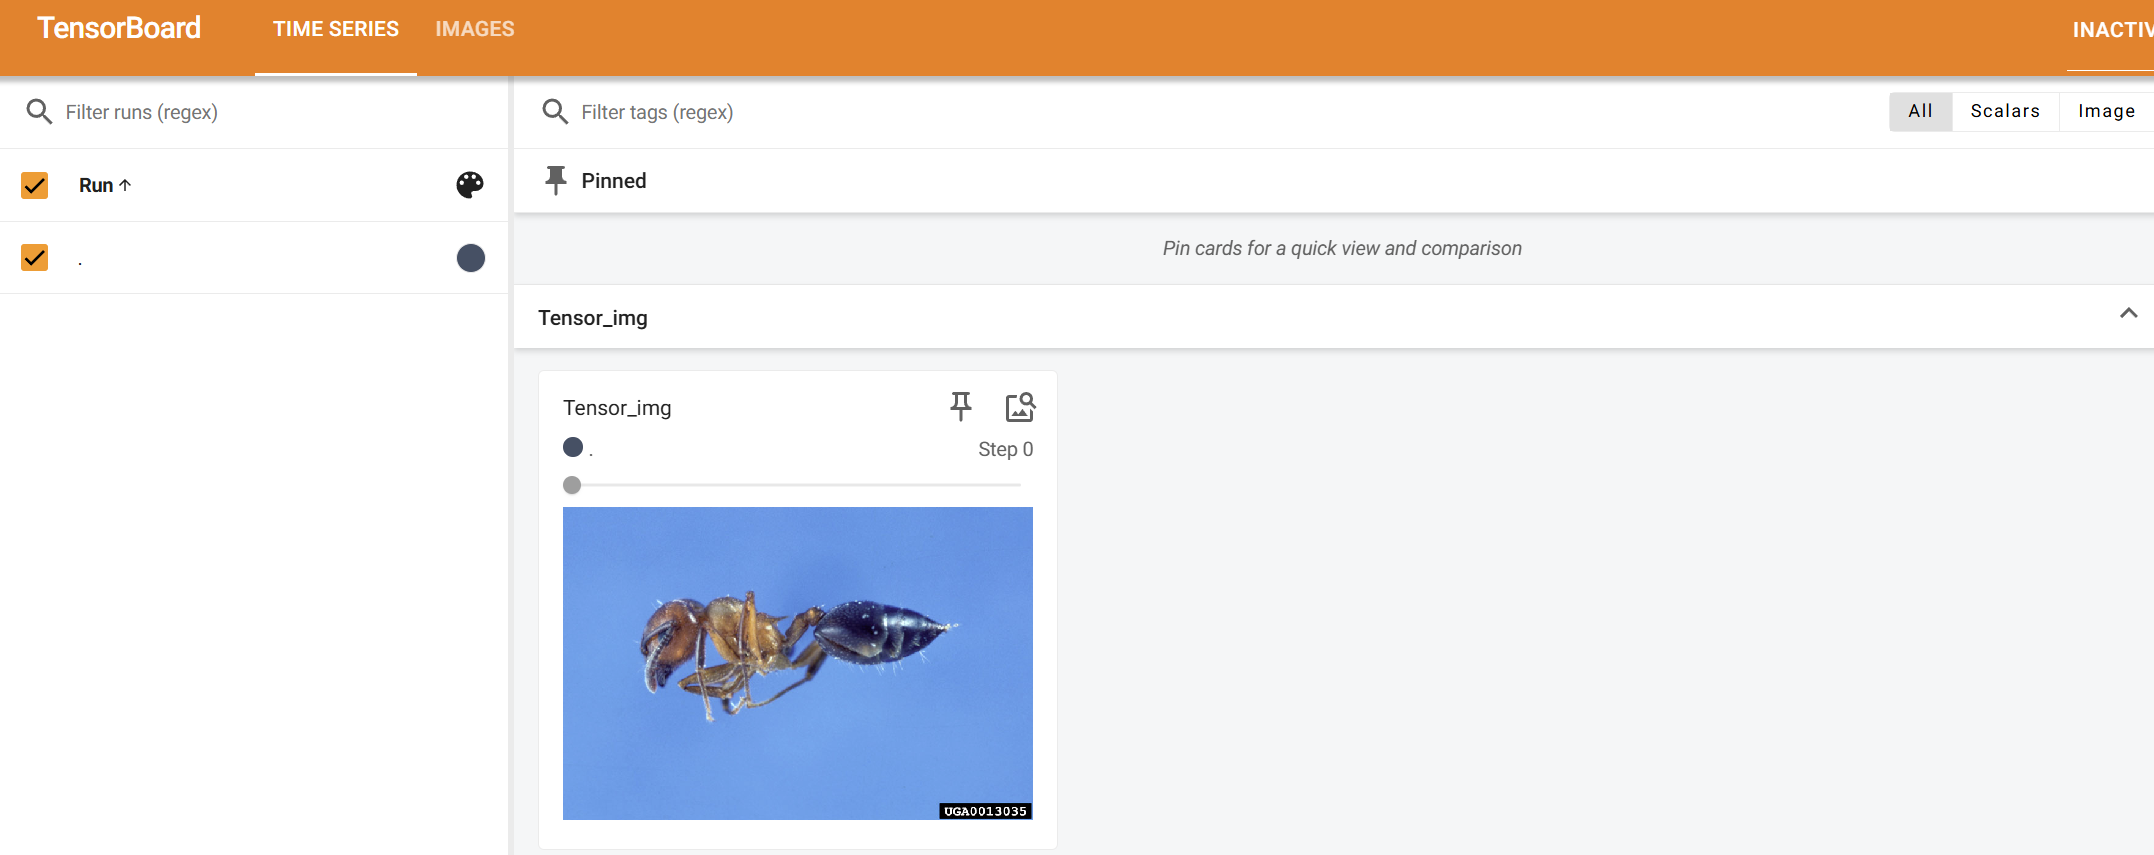 TensorBoard
TIME SERIES
IMAGES
INACTIV
Filter runs (regex)
Filter tags (regex)
All
Scalars
Image
Run
Pinned
.
Pin cards for a quick view and comparison
Tensor_img
Tensor_img
.
Step 0
UGA0013035